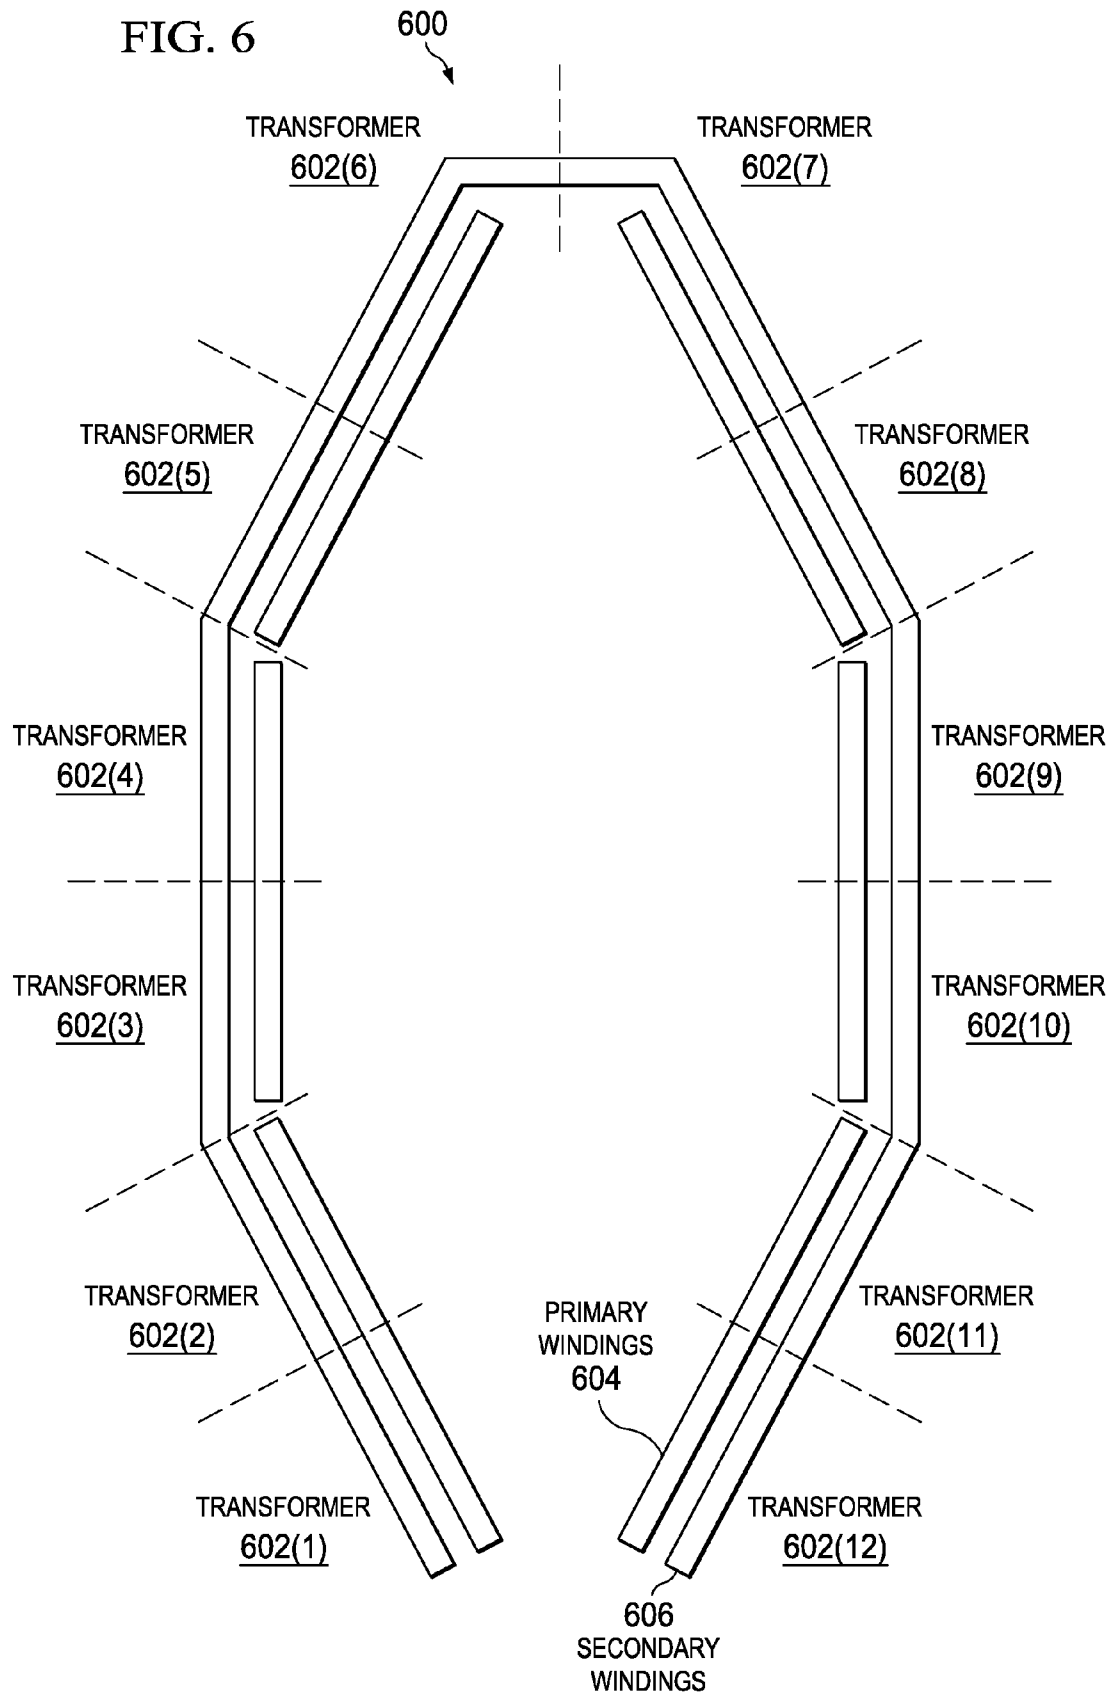 FIG. 6
600
TRANSFORMER
602(6)
TRANSFORMER
602(7)
TRANSFORMER
602(5)
TRANSFORMER
602(8)
TRANSFORMER
602(4)
TRANSFORMER
602(9)
TRANSFORMER
602(3)
TRANSFORMER
602(10)
TRANSFORMER
602(2)
PRIMARY
WINDINGS
604
TRANSFORMER
602(11)
TRANSFORMER
602(1)
TRANSFORMER
602(12)
606
SECONDARY
WINDINGS